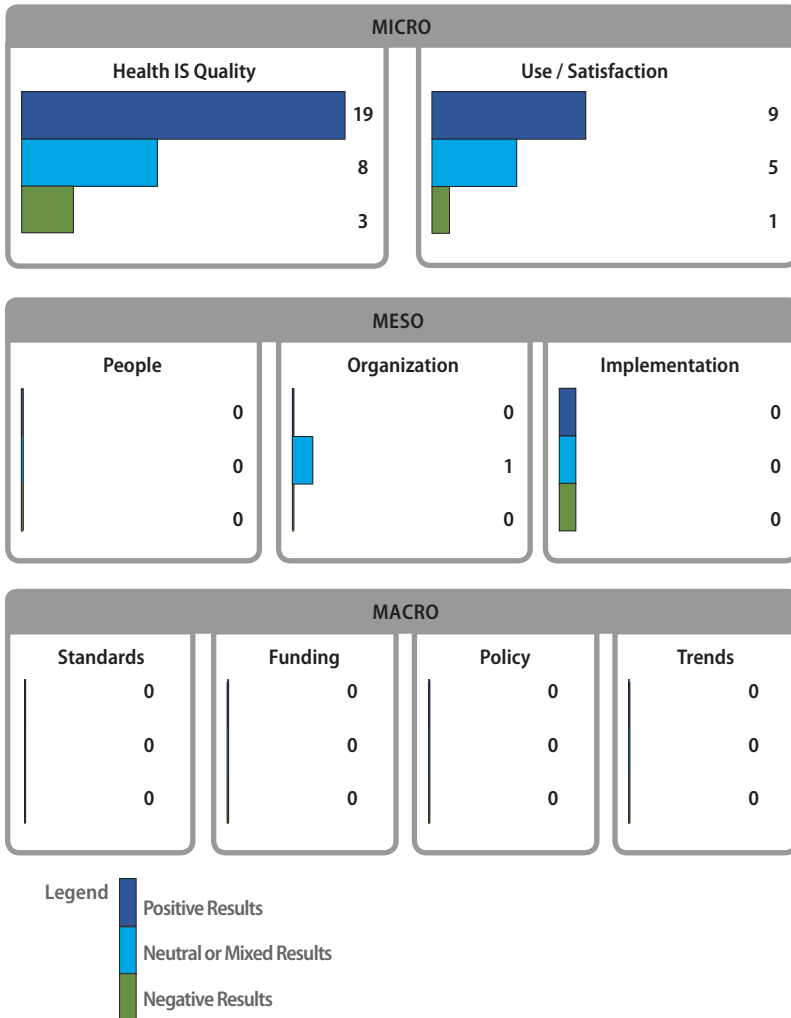 MICRO
Health IS Quality
19
8
3
Use / Satisfaction
9
5
1
MESO
People
0
0
0
Organization
0
1
0
Implementation
0
0
0
MACRO
Standards
0
0
0
Funding
0
0
0
Policy
0
0
0
Trends
0
0
0
Legend
Positive Results
Neutral or Mixed Results
Negative Results